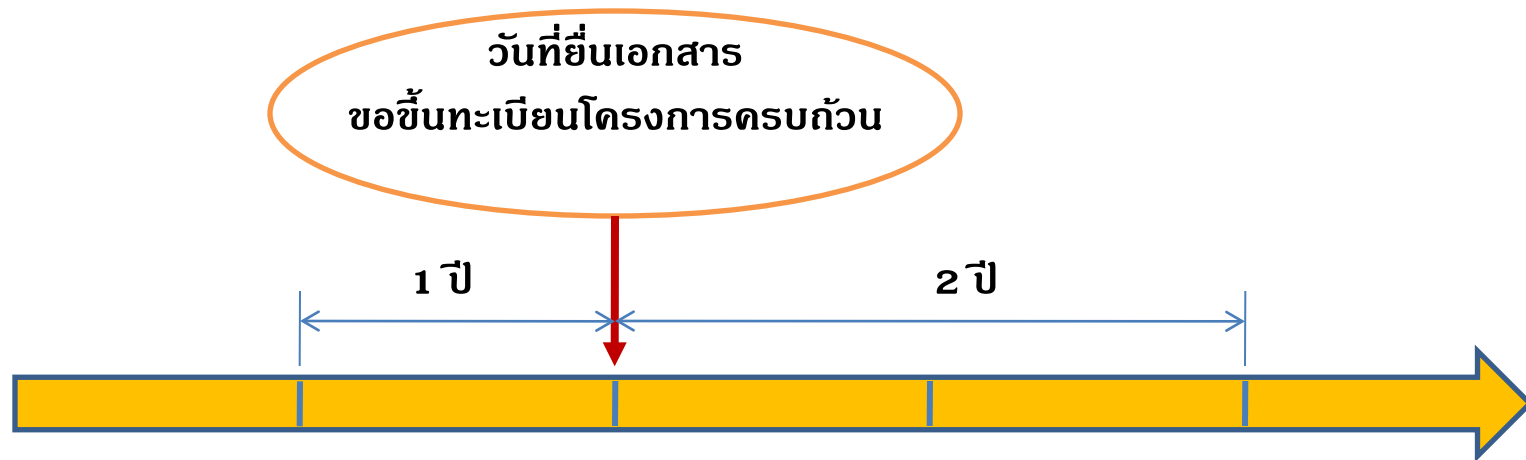 วันที่ยื่นเอกสาร
ขอขึ้นทะเบียนโครงการครบถ้วน
1 ปี
2 ปี